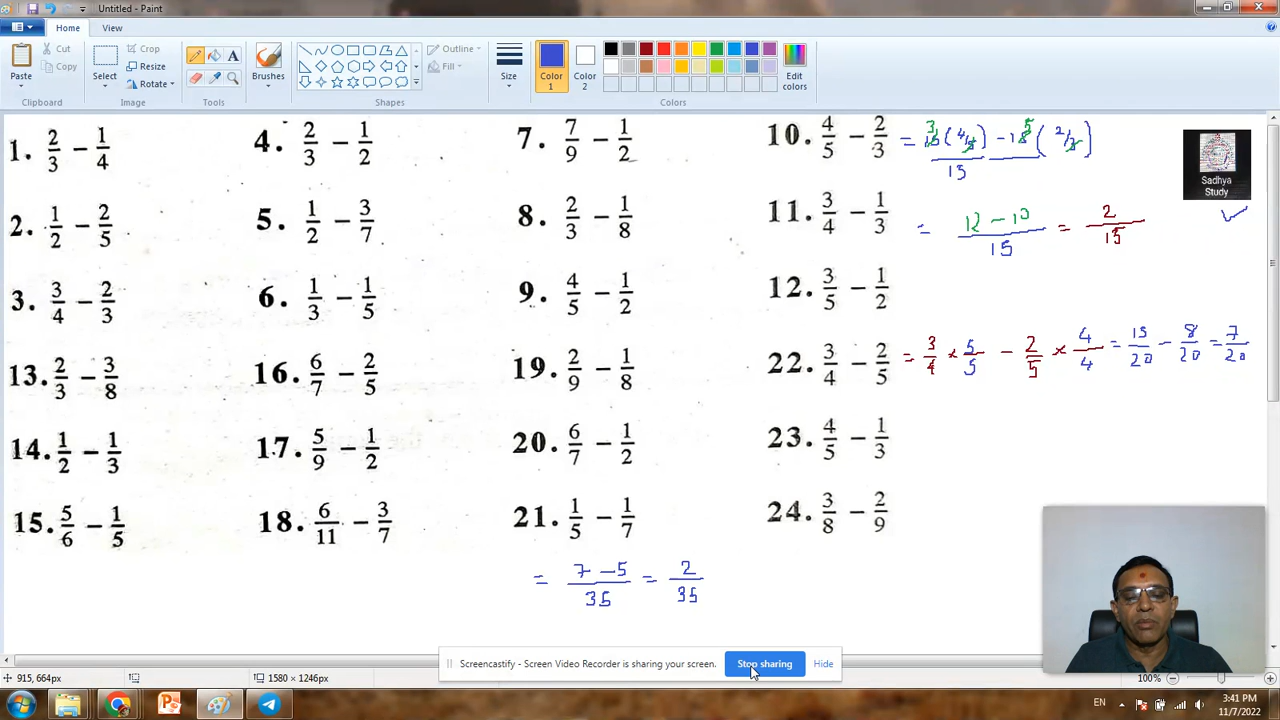 Untitled - Paint
Home View
Paste Cut Copy Select Crop Resize Rotate Brushes Outline Fill Size Color 1 Color 2 Edit colors
Clipboard Image Tools Shapes Colors
1. 2/3 - 1/4 4. 2/3 - 1/2 7. 7/9 - 1/2 10. 4/5 - 2/3 = 15(4/5) - 15(2/3) / 15
Sadhya Study
2. 1/2 - 2/5 5. 1/2 - 3/7 8. 2/3 - 1/8 11. 3/4 - 1/3 = 12 - 10 / 15 = 2/15
3. 3/4 - 2/3 6. 1/3 - 1/5 9. 4/5 - 1/2 12. 3/5 - 1/2
13. 2/3 - 3/8 16. 6/7 - 2/5 19. 2/9 - 1/8 22. 3/4 - 2/5 = 3/4 × 5/5 - 2/5 × 4/4 = 15/20 - 8/20 = 7/20
14. 1/2 - 1/3 17. 5/9 - 1/2 20. 6/7 - 1/2 23. 4/5 - 1/3
15. 5/6 - 1/5 18. 6/11 - 3/7 21. 1/5 - 1/7 24. 3/8 - 2/9
= 7 - 5 / 35 = 2/35
Screencastify - Screen Video Recorder is sharing your screen. Stop sharing Hide
915, 664px 1580 × 1246px 100%
EN 3:41 PM
11/7/2022